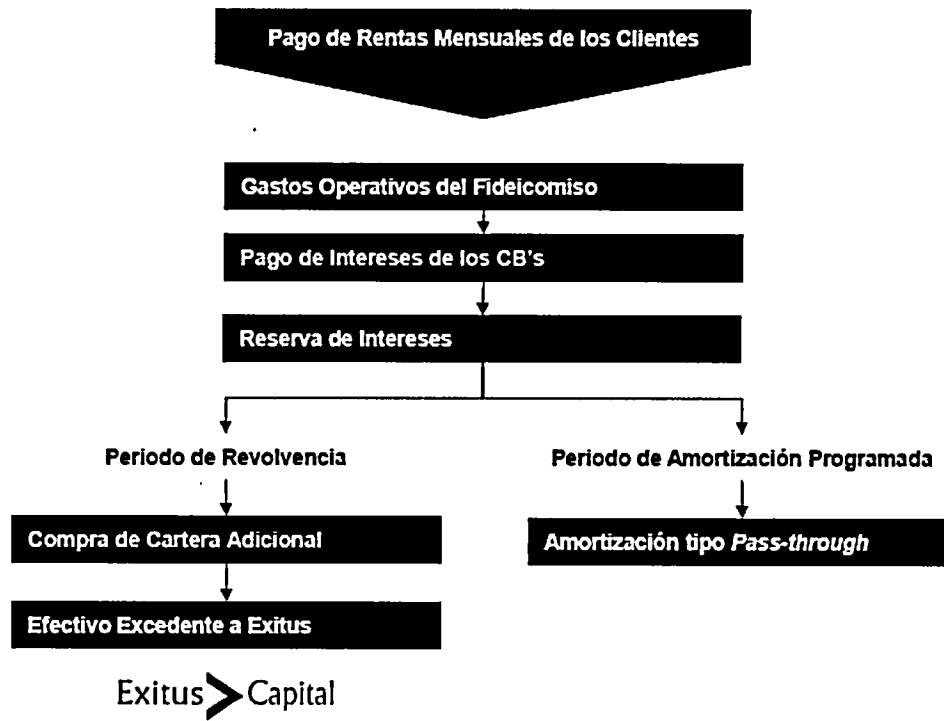 Pago de Rentas Mensuales de los Clientes
Gastos Operativos del Fideicomiso
Pago de Intereses de los CB's
Reserva de Intereses
Periodo de Revolvencia
Periodo de Amortización Programada
Compra de Cartera Adicional
Amortización tipo Pass-through
Efectivo Excedente a Exitus
Exitus > Capital